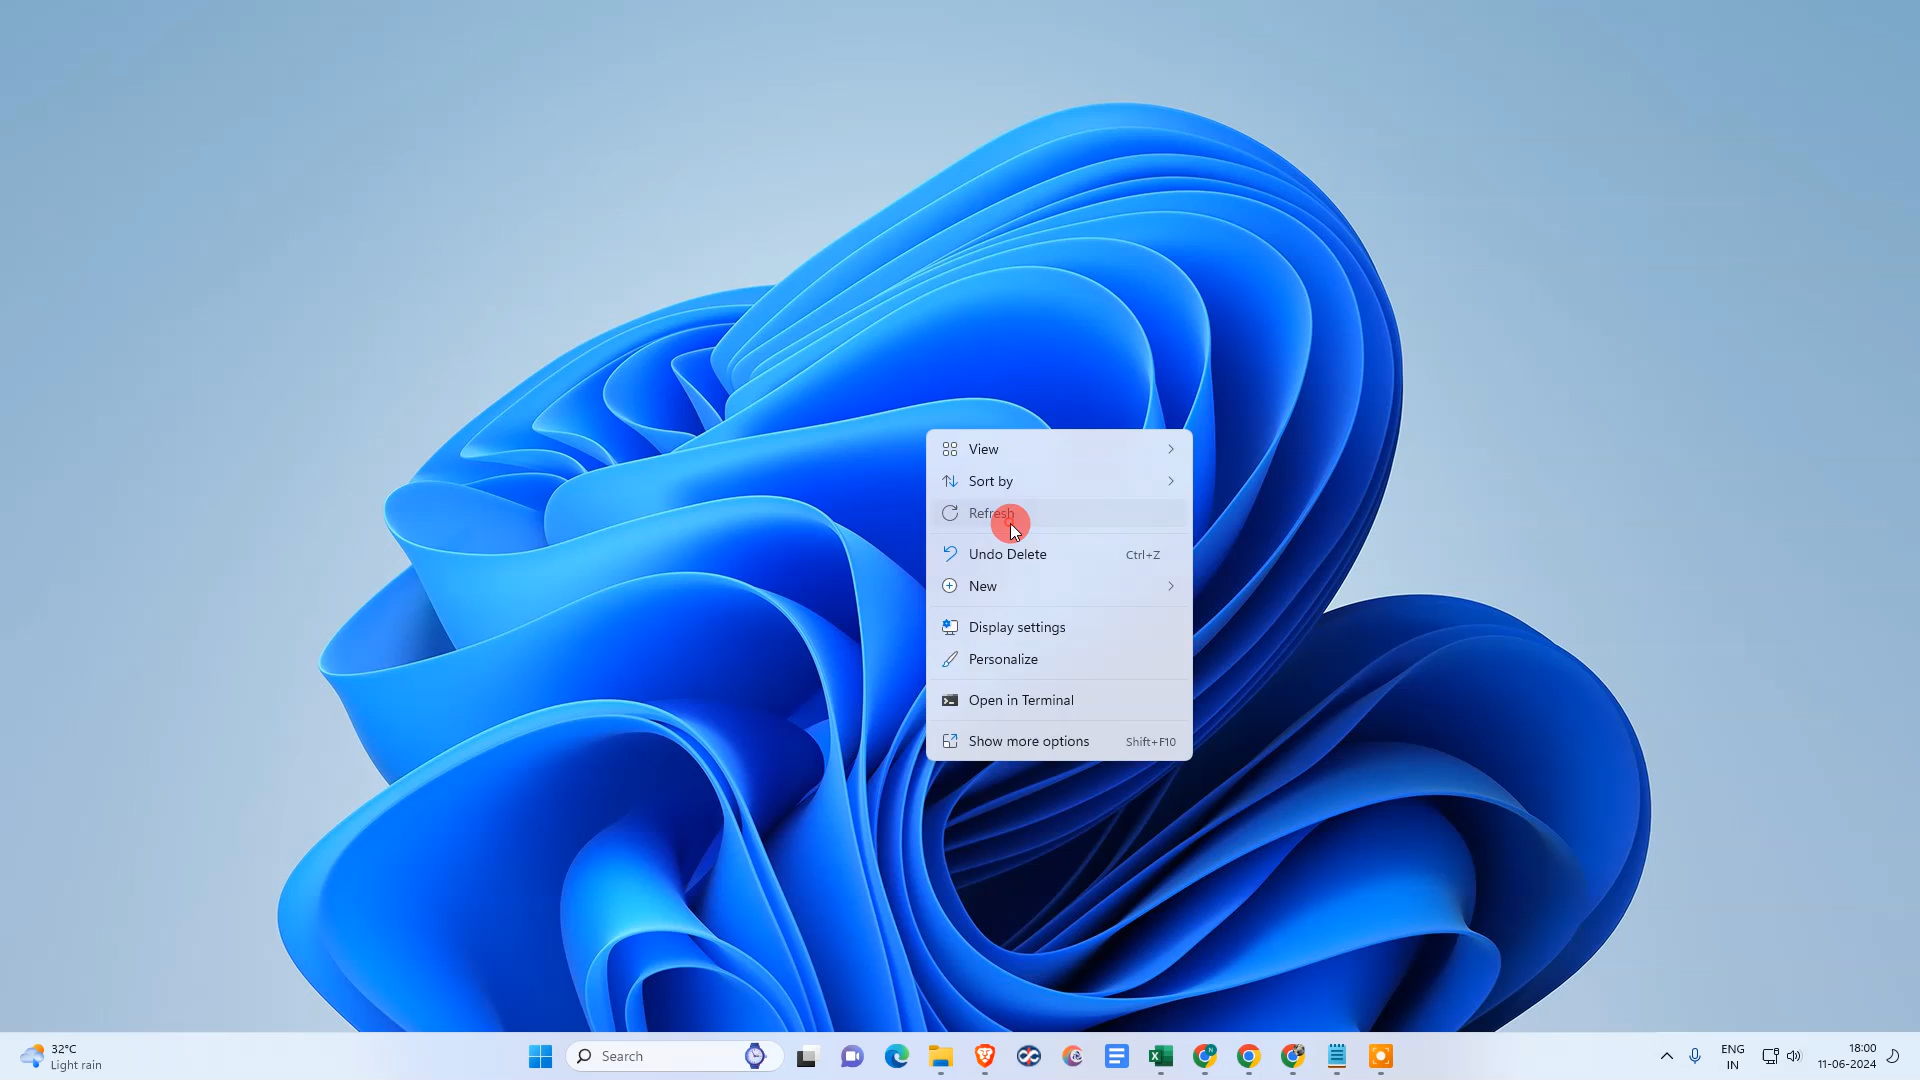 View
Sort by
Refresh
Undo Delete Ctrl+Z
New
Display settings
Personalize
Open in Terminal
Show more options Shift+F10
32°C
Light rain
Search
ENG
IN
18:00
11-06-2024